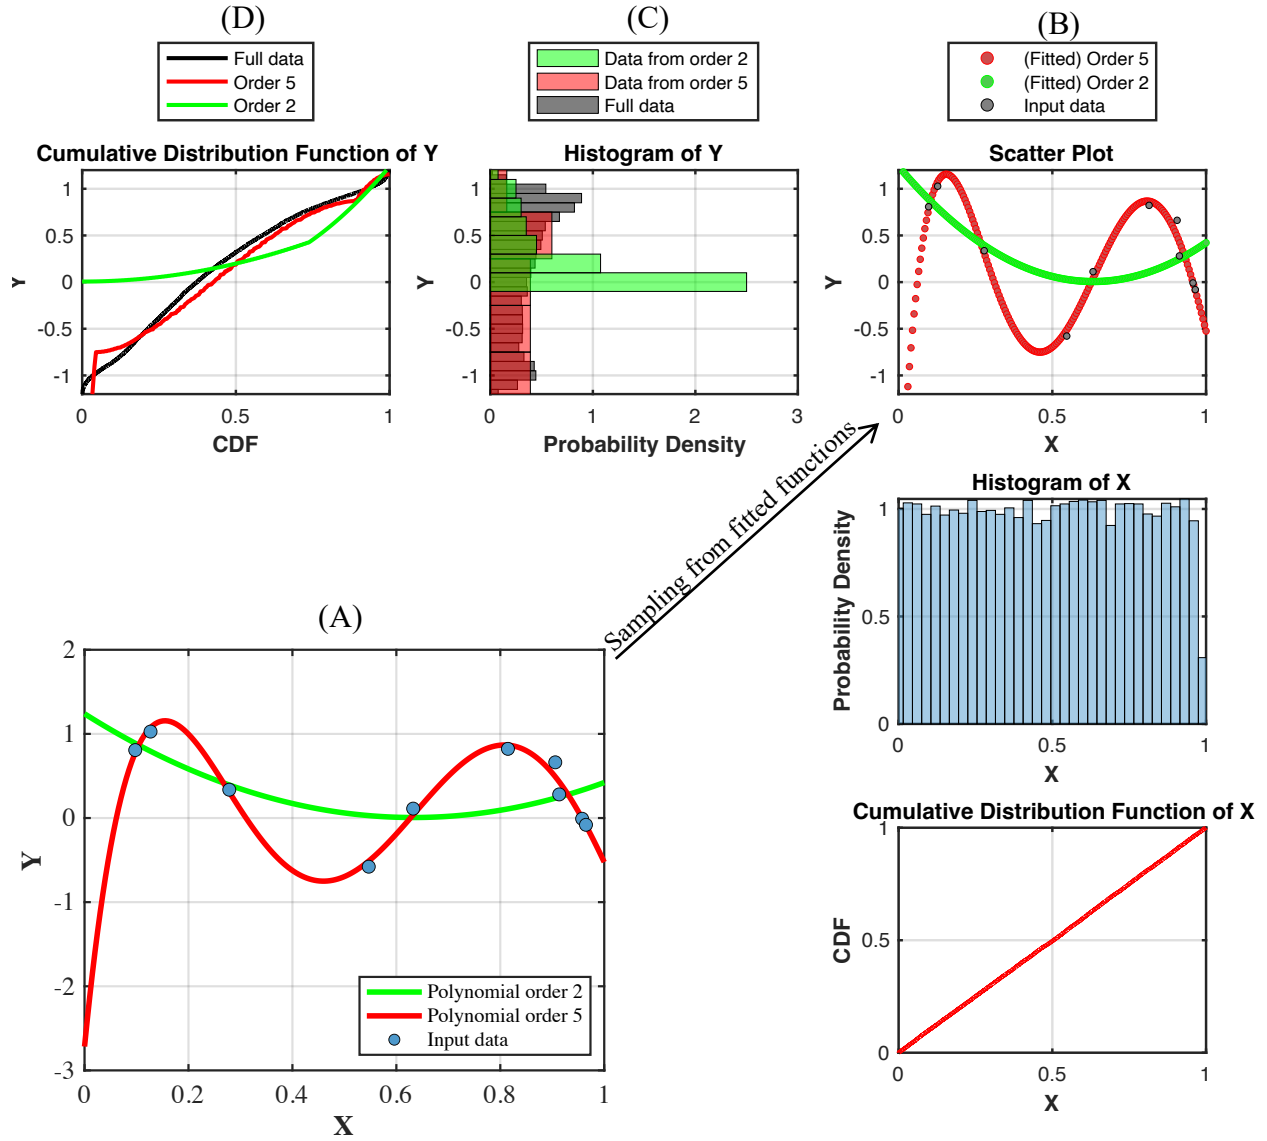 (D)
Full data
Order 5
Order 2
Cumulative Distribution Function of Y
1
0.5
0
-0.5
-1
Y
0
0.5
1
CDF
(C)
Data from order 2
Data from order 5
Full data
Histogram of Y
1
0.5
0
-0.5
-1
Y
0
1
2
3
Probability Density
(B)
(Fitted) Order 5
(Fitted) Order 2
Input data
Scatter Plot
1
0.5
0
-0.5
-1
Y
0
0.5
1
X
Sampling from fitted functions
Histogram of X
1
0.5
0
Probability Density
0
0.5
1
X
(A)
2
1
0
-1
-2
-3
Y
0
0.2
0.4
0.6
0.8
1
X
Polynomial order 2
Polynomial order 5
Input data
Cumulative Distribution Function of X
1
0.5
0
CDF
0
0.5
1
X